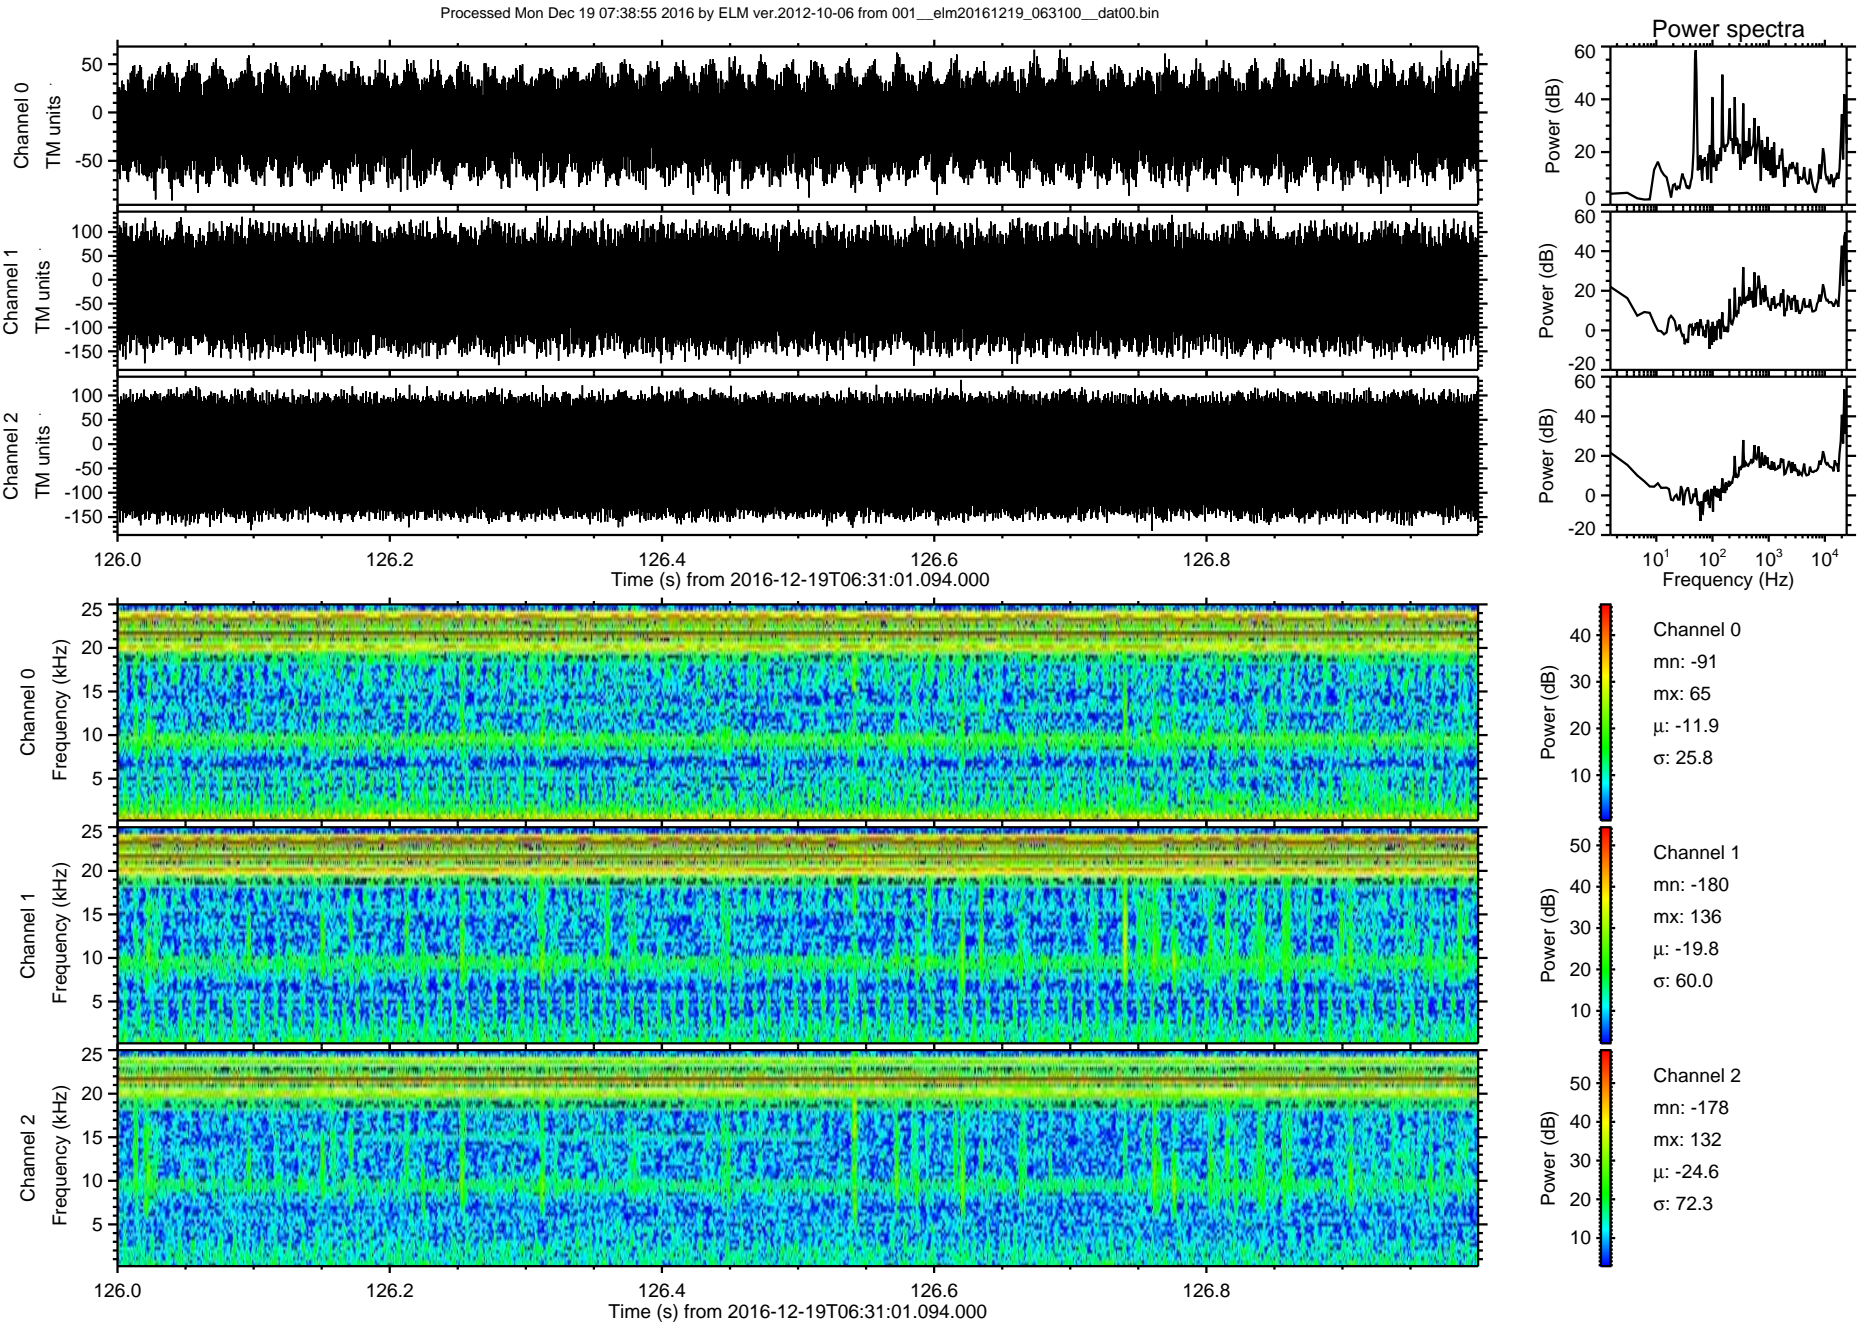 Processed Mon Dec 19 07:38:55 2016 by ELM ver.2012-10-06 from 001__elm20161219_063100__dat00.bin
Power spectra
Channel 0
TM units
50
0
-50
Power (dB)
60
40
20
0
Channel 1
TM units
100
50
0
-50
-100
-150
Power (dB)
60
40
20
0
-20
Channel 2
TM units
100
50
0
-50
-100
-150
Power (dB)
60
40
20
0
-20
126.0 126.2 126.4 126.6 126.8
Time (s) from 2016-12-19T06:31:01.094.000
10^1 10^2 10^3 10^4
Frequency (Hz)
Channel 0
Frequency (kHz)
25
20
15
10
5
Power (dB)
40
30
20
10
Channel 0
mn: -91
mx: 65
μ: -11.9
σ: 25.8
Channel 1
Frequency (kHz)
25
20
15
10
5
Power (dB)
50
40
30
20
10
Channel 1
mn: -180
mx: 136
μ: -19.8
σ: 60.0
Channel 2
Frequency (kHz)
25
20
15
10
5
Power (dB)
50
40
30
20
10
Channel 2
mn: -178
mx: 132
μ: -24.6
σ: 72.3
126.0 126.2 126.4 126.6 126.8
Time (s) from 2016-12-19T06:31:01.094.000